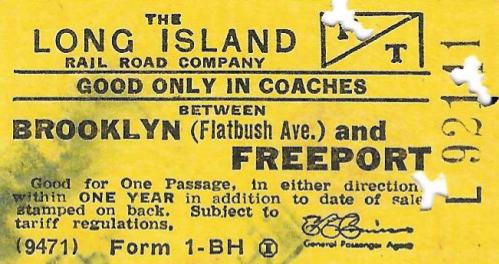 THE
LONG ISLAND
RAIL ROAD COMPANY
T
GOOD ONLY IN COACHES
BETWEEN
BROOKLYN (Flatbush Ave.) and
FREEPORT
Good for One Passage, in either direction,
within ONE YEAR in addition to date of sale
stamped on back. Subject to
tariff regulations.
General Passenger Agent
(9471) Form 1-BH I